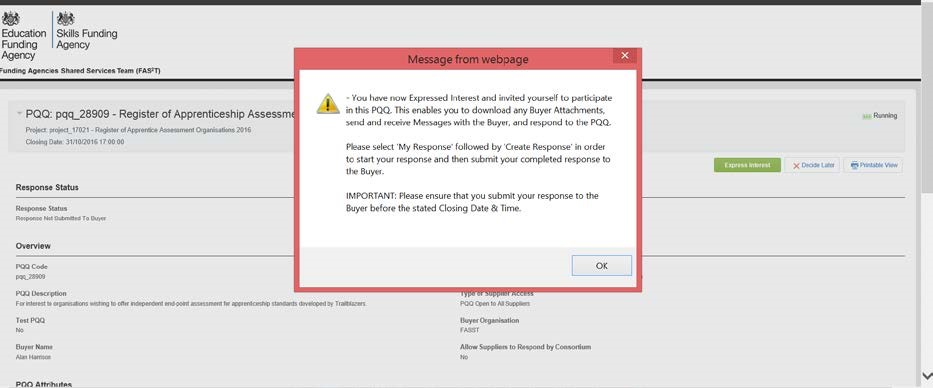 Education
Funding
Agency
Skills Funding
Agency
Funding Agencies Shared Services Team (FAS²T)
Message from webpage
- You have now Expressed Interest and invited yourself to participate
in this PQQ. This enables you to download any Buyer Attachments,
send and receive Messages with the Buyer, and respond to the PQQ.
Please select 'My Response' followed by 'Create Response' in order
to start your response and then submit your completed response to
the Buyer.
IMPORTANT: Please ensure that you submit your response to the
Buyer before the stated Closing Date & Time.
OK
PQQ: pqq_28909 - Register of Apprenticeship Assessme
Running
Project: project_17021 - Register of Apprentice Assessment Organisations 2016
Closing Date: 31/10/2016 17:00:00
Express Interest
Decide Later
Printable View
Response Status
Response Status
Response Not Submitted To Buyer
Overview
PQQ Code
pqq_28909
PQQ Description
For interest to organisations wishing to offer independent end-point assessment for apprenticeship standards developed by Trailblazers.
Type of Supplier Access
PQQ Open to All Suppliers
Test PQQ
No
Buyer Organisation
FASST
Buyer Name
Alan Harrison
Allow Suppliers to Respond by Consortium
No
PQQ Attributes